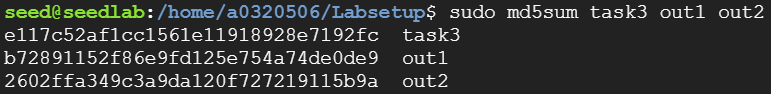 seed@seedlab:/home/a0320506/Labsetup$ sudo md5sum task3 out1 out2
e117c52af1cc1561e11918928e7192fc  task3
b72891152f86e9fd125e754a74de0de9  out1
2602ffa349c3a9da120f727219115b9a  out2